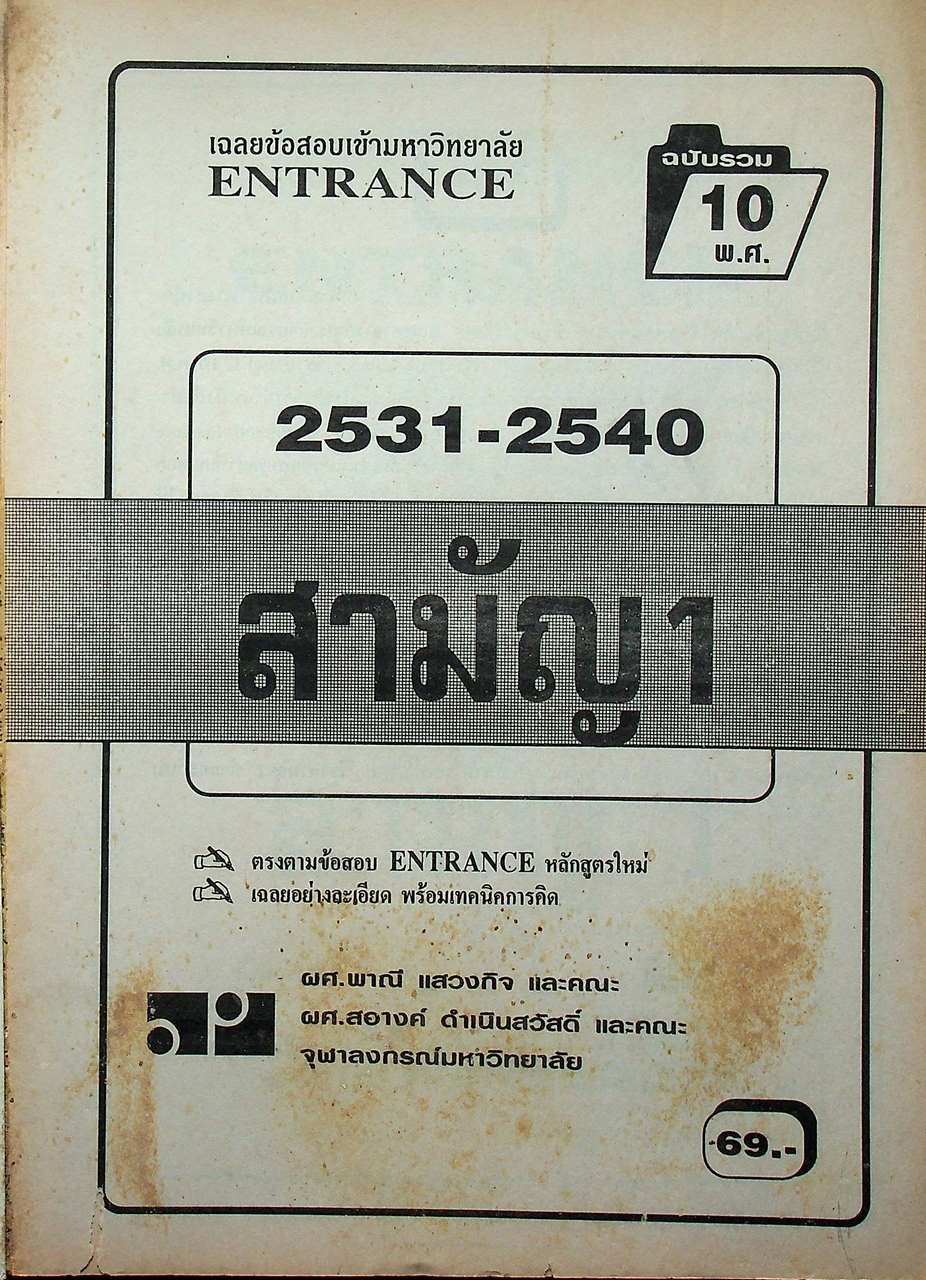 เฉลยข้อสอบเข้ามหาวิทยาลัย
ENTRANCE
ฉบับรวม
10
พ.ศ.
2531-2540
สามัญ1
ตรงตามข้อสอบ ENTRANCE หลักสูตรใหม่
เฉลยอย่างละเอียด พร้อมเทคนิคการคิด
ผศ.พาณี แสวงกิจ และคณะ
ผศ.สอางค์ ดำเนินสวัสดิ์ และคณะ
จุฬาลงกรณ์มหาวิทยาลัย
69.-